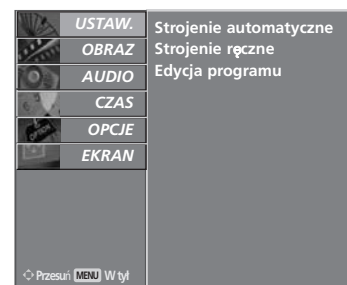 USTAW.
OBRAZ
AUDIO
CZAS
OPCJE
EKRAN
Strojenie automatyczne
Strojenie ręczne
Edycja programu
Przesuń MENU W tył